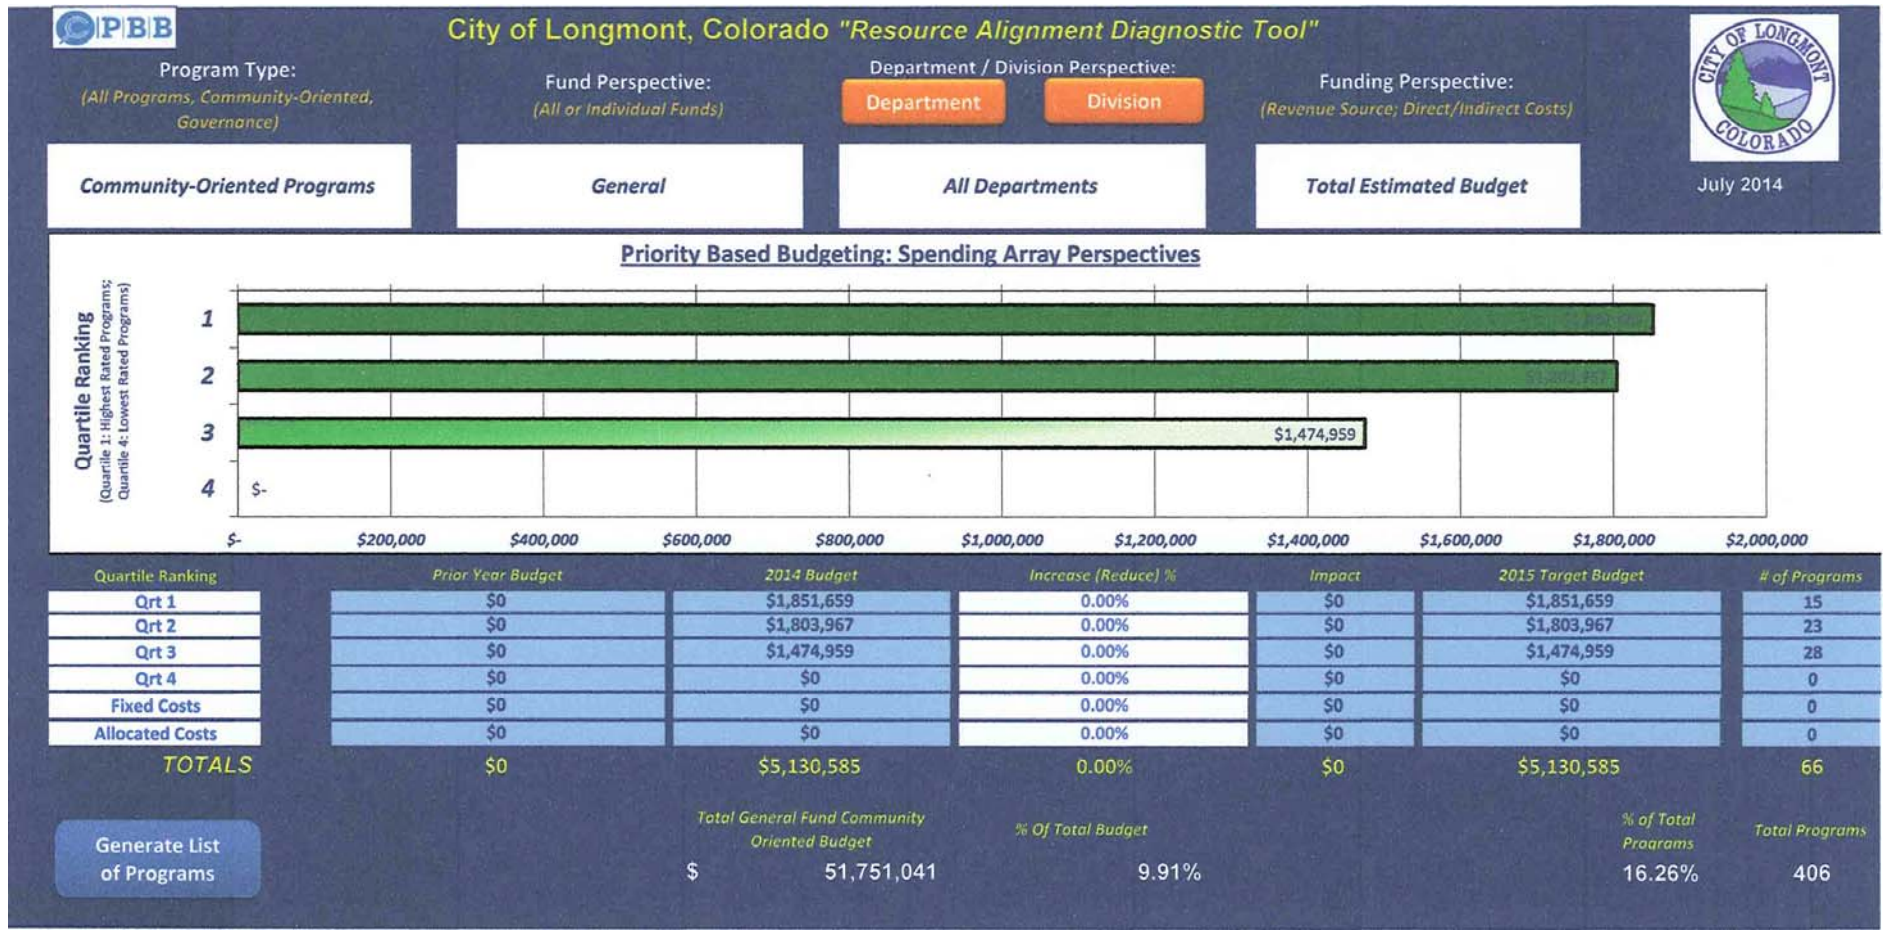 PBB
City of Longmont, Colorado "Resource Alignment Diagnostic Tool"
Program Type:
(All Programs, Community-Oriented,
Governance)
Fund Perspective:
(All or Individual Funds)
Department / Division Perspective:
Department
Division
Funding Perspective:
(Revenue Source; Direct/Indirect Costs)
CITY OF LONGMONT
COLORADO
Community-Oriented Programs
General
All Departments
Total Estimated Budget
July 2014
Priority Based Budgeting: Spending Array Perspectives
Quartile Ranking
(Quartile 1: Highest Rated Programs;
Quartile 4: Lowest Rated Programs)
1
2
3
$1,474,959
4
$-
$- $200,000 $400,000 $600,000 $800,000 $1,000,000 $1,200,000 $1,400,000 $1,600,000 $1,800,000 $2,000,000
Quartile Ranking Prior Year Budget 2014 Budget Increase (Reduce) % Impact 2015 Target Budget # of Programs
Qrt 1 $0 $1,851,659 0.00% $0 $1,851,659 15
Qrt 2 $0 $1,803,967 0.00% $0 $1,803,967 23
Qrt 3 $0 $1,474,959 0.00% $0 $1,474,959 28
Qrt 4 $0 $0 0.00% $0 $0 0
Fixed Costs $0 $0 0.00% $0 $0 0
Allocated Costs $0 $0 0.00% $0 $0 0
TOTALS $0 $5,130,585 0.00% $0 $5,130,585 66
Generate List
of Programs
Total General Fund Community
Oriented Budget
$ 51,751,041
% Of Total Budget
9.91%
% of Total
Programs
16.26%
Total Programs
406